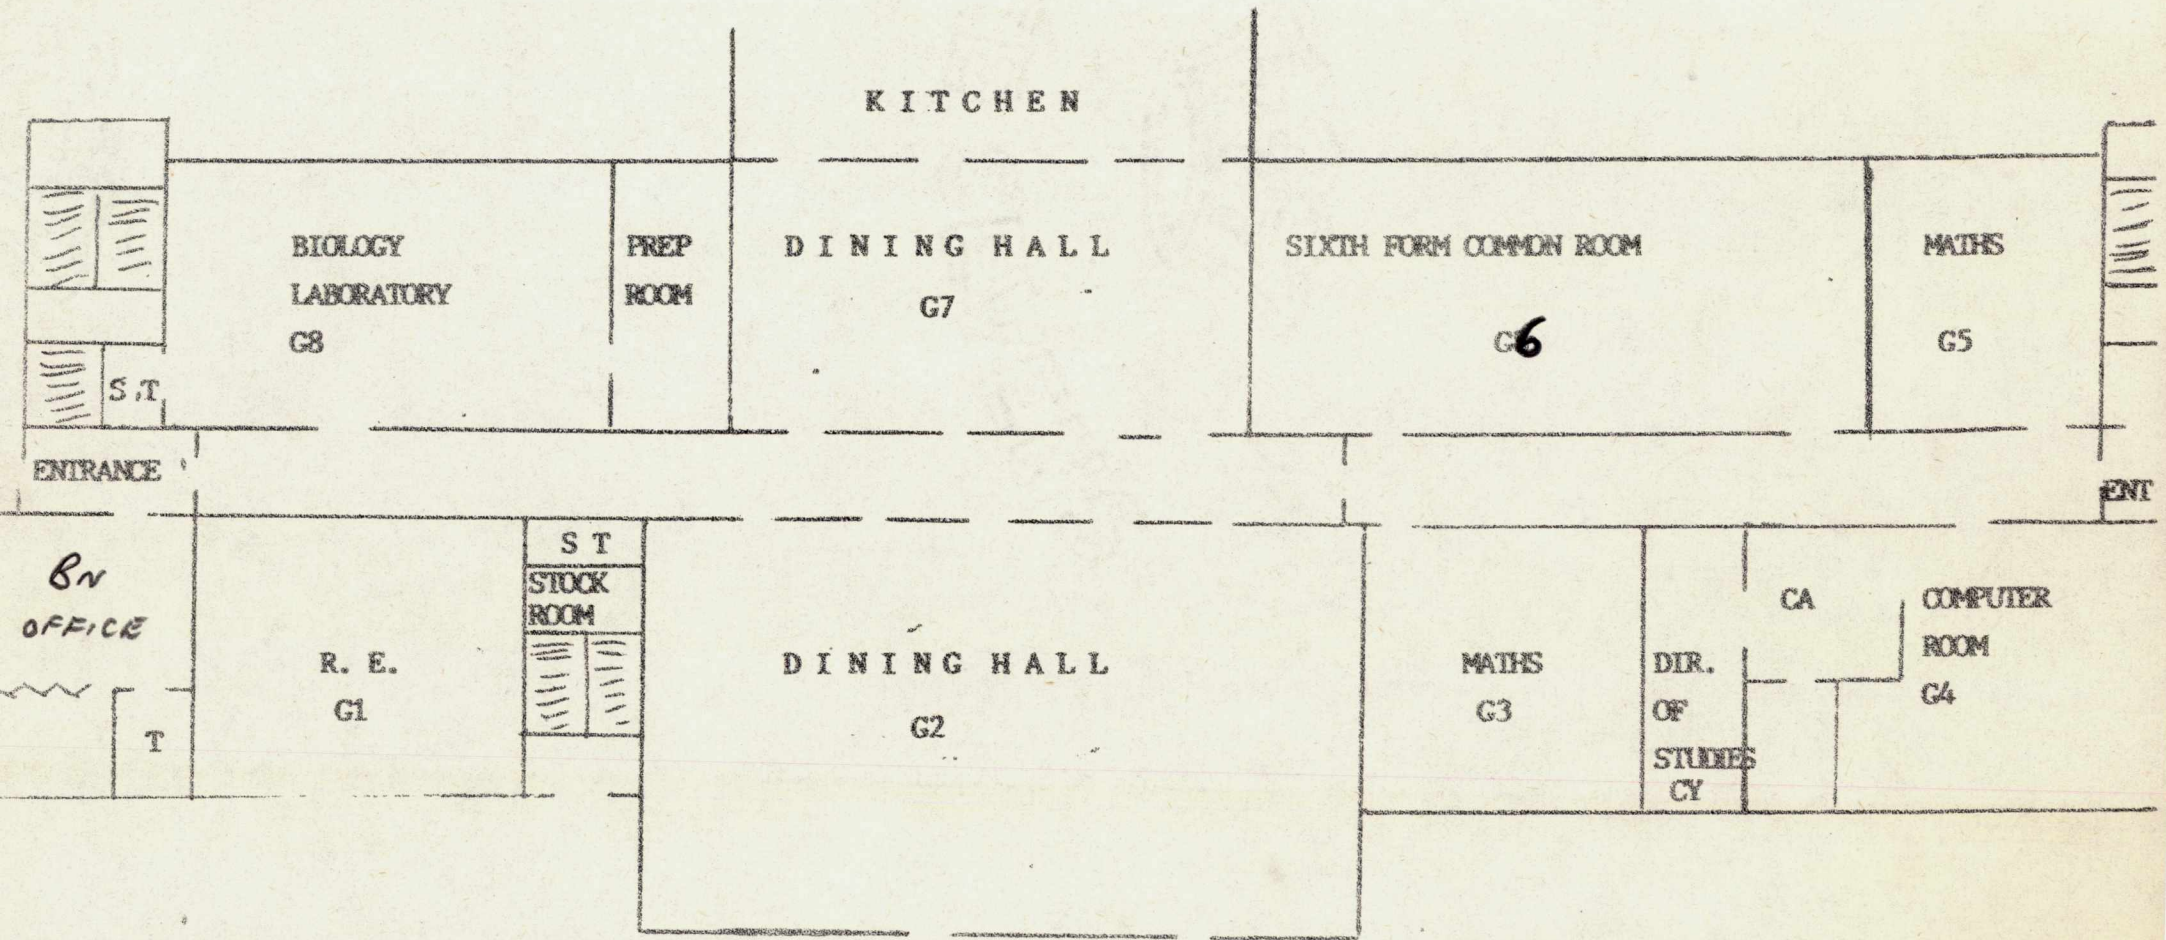 KITCHEN
BIOLOGY
LABORATORY
G8
PREP
ROOM
DINING HALL
G7
SIXTH FORM COMMON ROOM
G6
MATHS
G5
S.T
ENTRANCE
ENT
BN
OFFICE
T
R. E.
G1
S T
STOCK
ROOM
DINING HALL
G2
MATHS
G3
DIR.
OF
STUDIES
CY
CA
COMPUTER
ROOM
G4